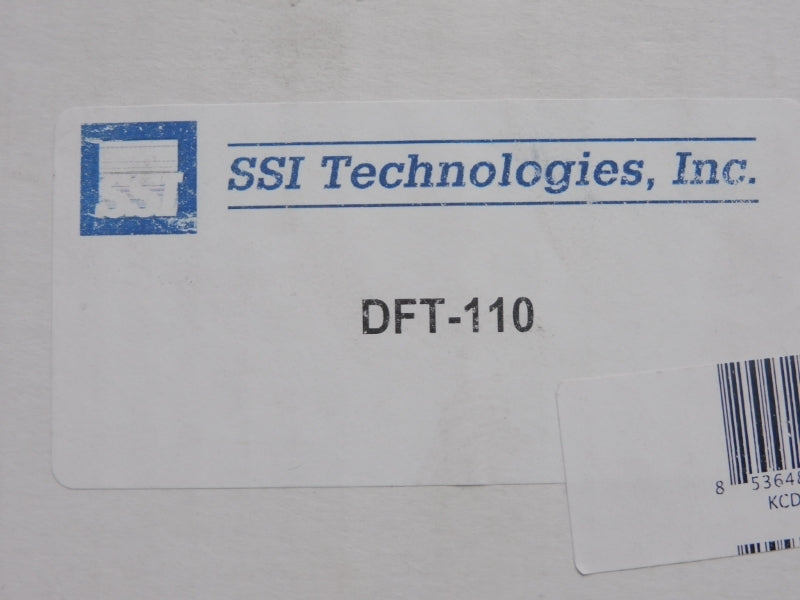 SSI
SSI Technologies, Inc.
DFT-110
8 53648
KCD